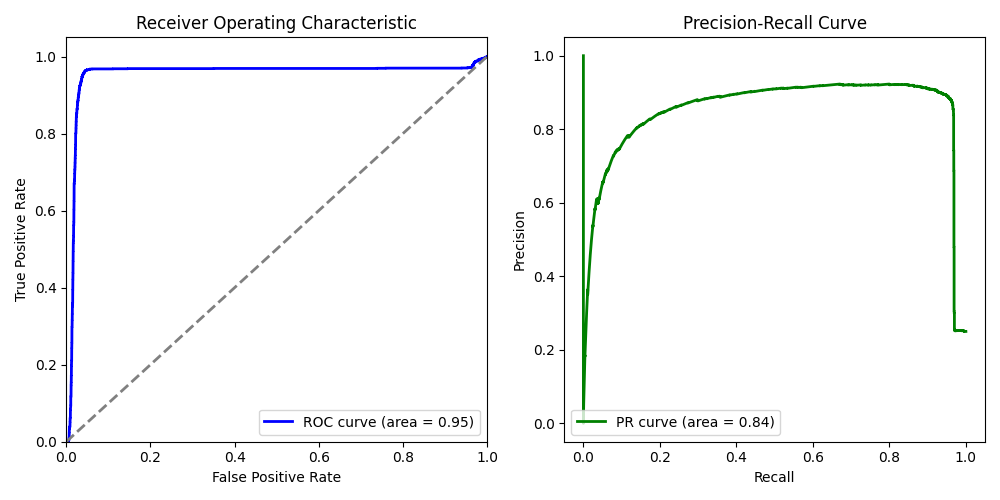 Receiver Operating Characteristic
True Positive Rate
1.0
0.8
0.6
0.4
0.2
0.0
ROC curve (area = 0.95)
0.0 0.2 0.4 0.6 0.8 1.0
False Positive Rate
Precision-Recall Curve
Precision
1.0
0.8
0.6
0.4
0.2
0.0
PR curve (area = 0.84)
0.0 0.2 0.4 0.6 0.8 1.0
Recall